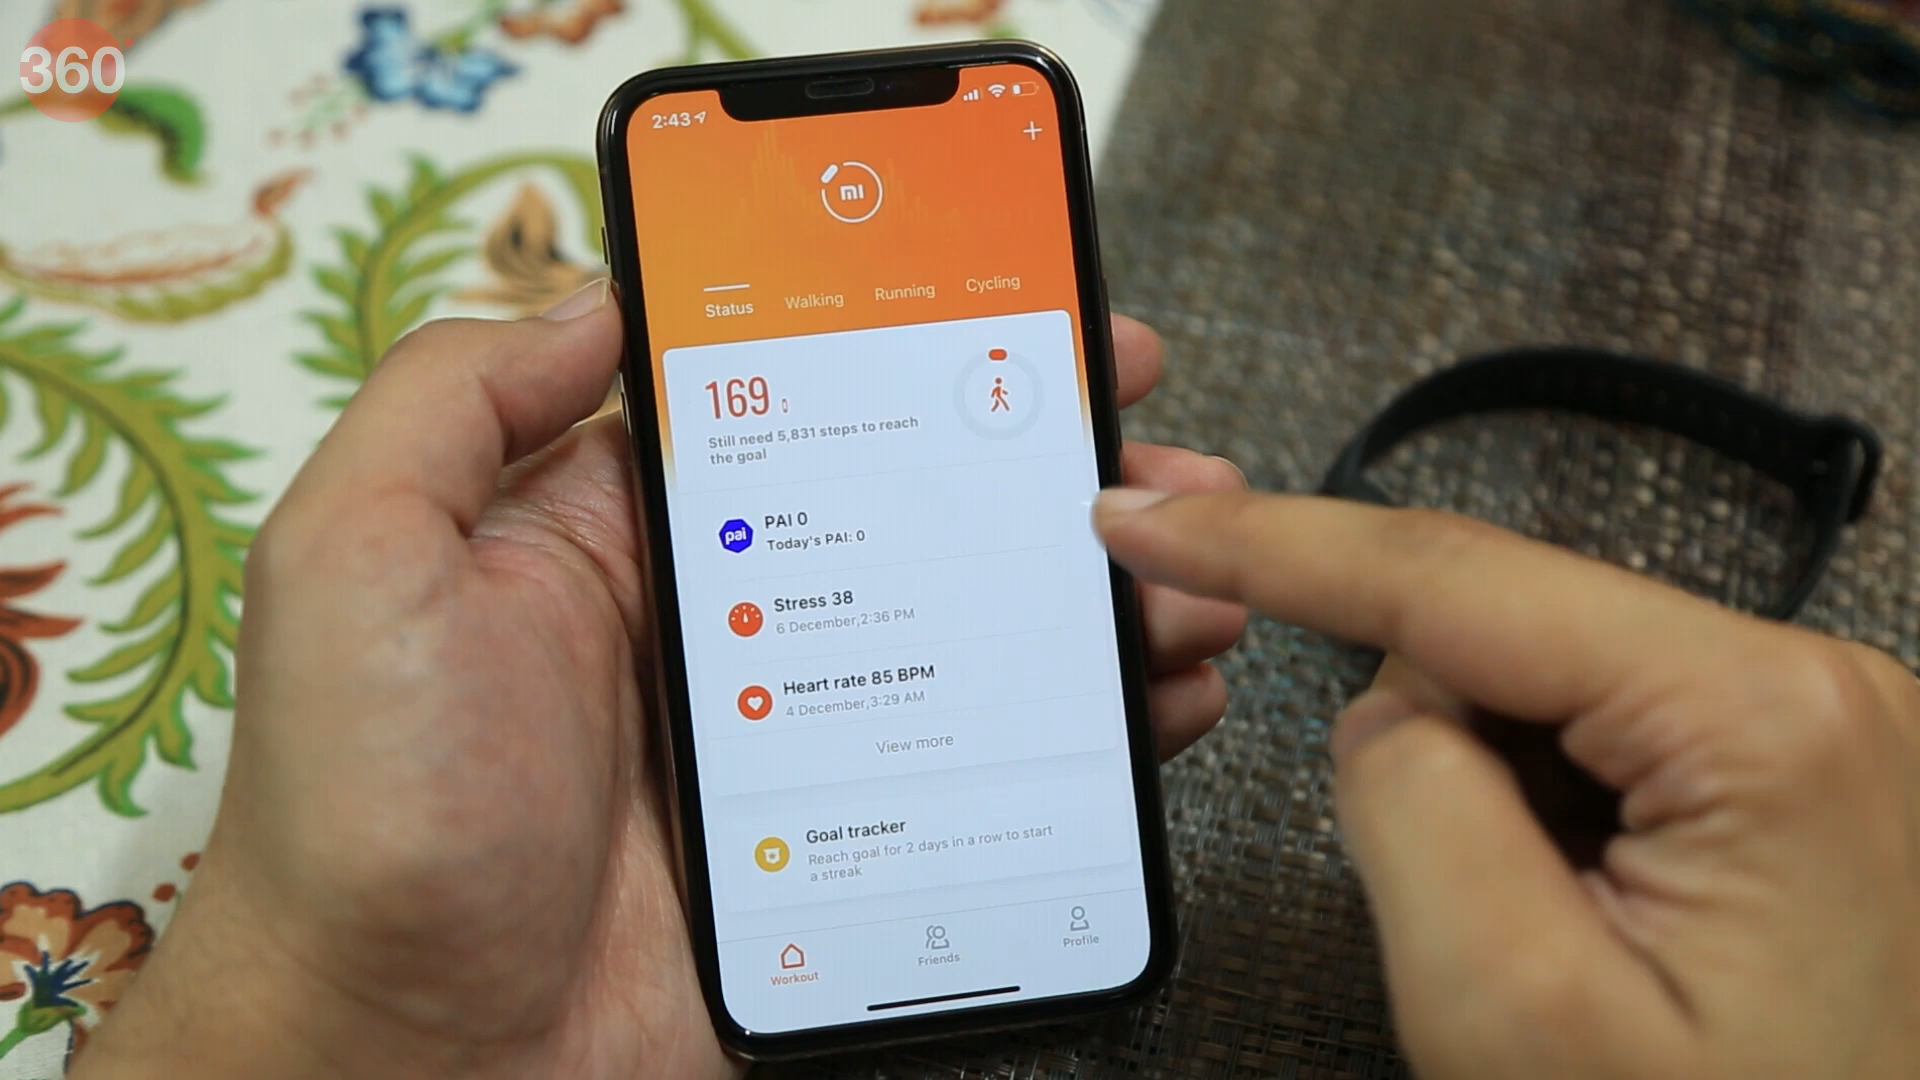 360
2:43
mi
Status
Walking
Running
Cycling
169
Still need 5,831 steps to reach
the goal
pai
PAI 0
Today's PAI: 0
Stress 38
6 December,2:36 PM
Heart rate 85 BPM
4 December,3:29 AM
View more
Goal tracker
Reach goal for 2 days in a row to start
a streak
Workout
Friends
Profile